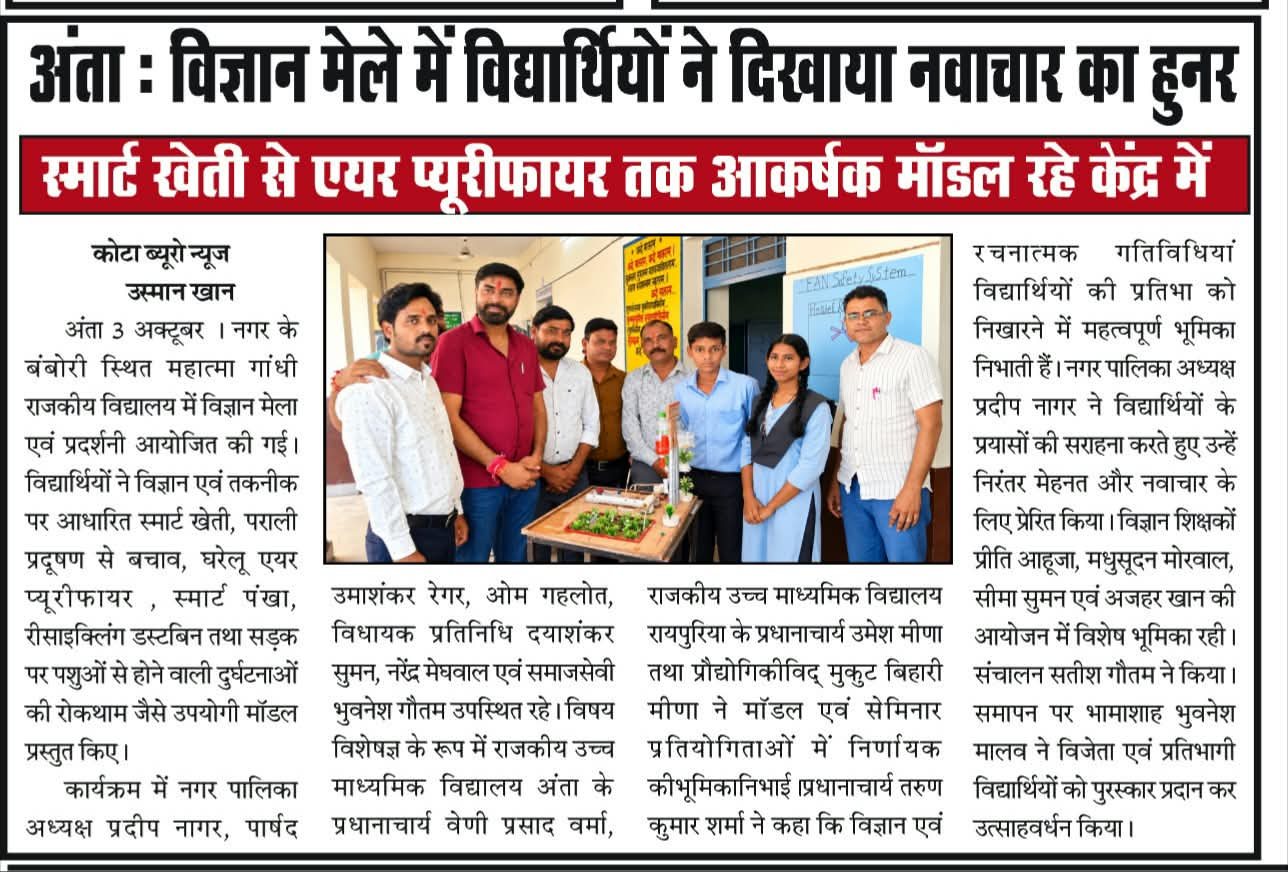 अंता : विज्ञान मेले में विद्यार्थियों ने दिखाया नवाचार का हुनर
स्मार्ट खेती से एयर प्यूरीफायर तक आकर्षक मॉडल रहे केंद्र में
कोटा ब्यूरो न्यूज
उस्मान खान
अंता 3 अक्टूबर । नगर के
बंबोरी स्थित महात्मा गांधी
राजकीय विद्यालय में विज्ञान मेला
एवं प्रदर्शनी आयोजित की गई।
विद्यार्थियों ने विज्ञान एवं तकनीक
पर आधारित स्मार्ट खेती, पराली
प्रदूषण से बचाव, घरेलू एयर
प्यूरीफायर , स्मार्ट पंखा,
रीसाइक्लिंग डस्टबिन तथा सड़क
पर पशुओं से होने वाली दुर्घटनाओं
की रोकथाम जैसे उपयोगी मॉडल
प्रस्तुत किए।
कार्यक्रम में नगर पालिका
अध्यक्ष प्रदीप नागर, पार्षद
FAN Safety System
उमाशंकर रेगर, ओम गहलोत,
विधायक प्रतिनिधि दयाशंकर
सुमन, नरेंद्र मेघवाल एवं समाजसेवी
भुवनेश गौतम उपस्थित रहे। विषय
विशेषज्ञ के रूप में राजकीय उच्च
माध्यमिक विद्यालय अंता के
प्रधानाचार्य वेणी प्रसाद वर्मा,
राजकीय उच्च माध्यमिक विद्यालय
रायपुरिया के प्रधानाचार्य उमेश मीणा
तथा प्रौद्योगिकीविद् मुकुट बिहारी
मीणा ने मॉडल एवं सेमिनार
प्रतियोगिताओं में निर्णायक
कीभूमिकानिभाई।प्रधानाचार्य तरुण
कुमार शर्मा ने कहा कि विज्ञान एवं
रचनात्मक गतिविधियां
विद्यार्थियों की प्रतिभा को
निखारने में महत्वपूर्ण भूमिका
निभाती हैं। नगर पालिका अध्यक्ष
प्रदीप नागर ने विद्यार्थियों के
प्रयासों की सराहना करते हुए उन्हें
निरंतर मेहनत और नवाचार के
लिए प्रेरित किया। विज्ञान शिक्षकों
प्रीति आहूजा, मधुसूदन मोरवाल,
सीमा सुमन एवं अजहर खान की
आयोजन में विशेष भूमिका रही।
संचालन सतीश गौतम ने किया।
समापन पर भामाशाह भुवनेश
मालव ने विजेता एवं प्रतिभागी
विद्यार्थियों को पुरस्कार प्रदान कर
उत्साहवर्धन किया।